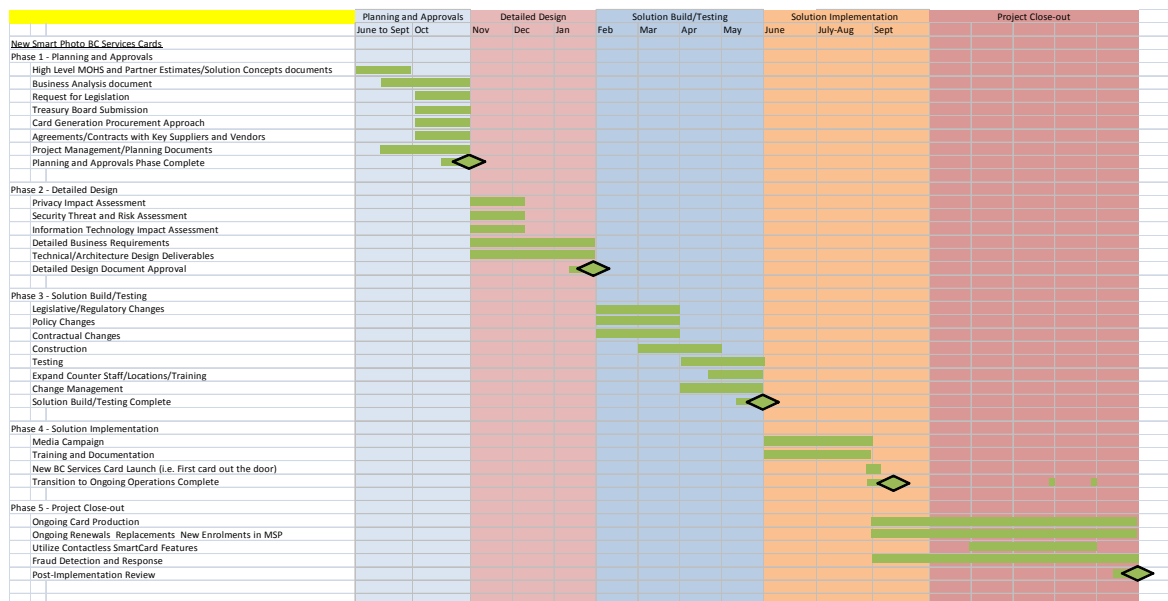 Planning and Approvals Detailed Design Solution Build/Testing Solution Implementation Project Close-out
June to Sept Oct Nov Dec Jan Feb Mar Apr May June July-Aug Sept
New Smart Photo BC Services Cards
Phase 1 - Planning and Approvals
High Level MOHS and Partner Estimates/Solution Concepts documents
Business Analysis document
Request for Legislation
Treasury Board Submission
Card Generation Procurement Approach
Agreements/Contracts with Key Suppliers and Vendors
Project Management/Planning Documents
Planning and Approvals Phase Complete
Phase 2 - Detailed Design
Privacy Impact Assessment
Security Threat and Risk Assessment
Information Technology Impact Assessment
Detailed Business Requirements
Technical/Architecture Design Deliverables
Detailed Design Document Approval
Phase 3 - Solution Build/Testing
Legislative/Regulatory Changes
Policy Changes
Contractual Changes
Construction
Testing
Expand Counter Staff/Locations/Training
Change Management
Solution Build/Testing Complete
Phase 4 - Solution Implementation
Media Campaign
Training and Documentation
New BC Services Card Launch (i.e. First card out the door)
Transition to Ongoing Operations Complete
Phase 5 - Project Close-out
Ongoing Card Production
Ongoing Renewals Replacements New Enrolments in MSP
Utilize Contactless SmartCard Features
Fraud Detection and Response
Post-Implementation Review